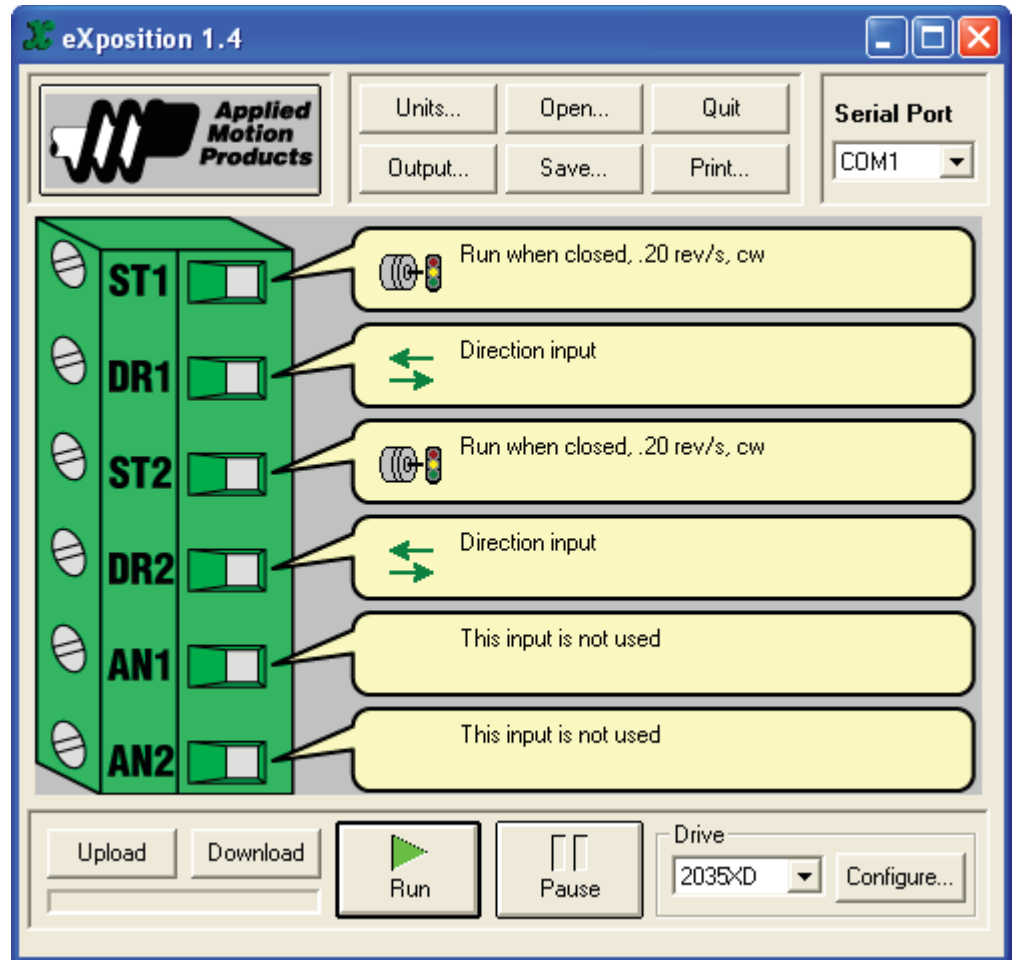 eXposition 1.4
Applied
Motion
Products
Units...
Open...
Quit
Output...
Save...
Print...
Serial Port
COM1
ST1
Run when closed, .20 rev/s, cw
DR1
Direction input
ST2
Run when closed, .20 rev/s, cw
DR2
Direction input
AN1
This input is not used
AN2
This input is not used
Upload
Download
Run
Pause
Drive
2035XD
Configure...